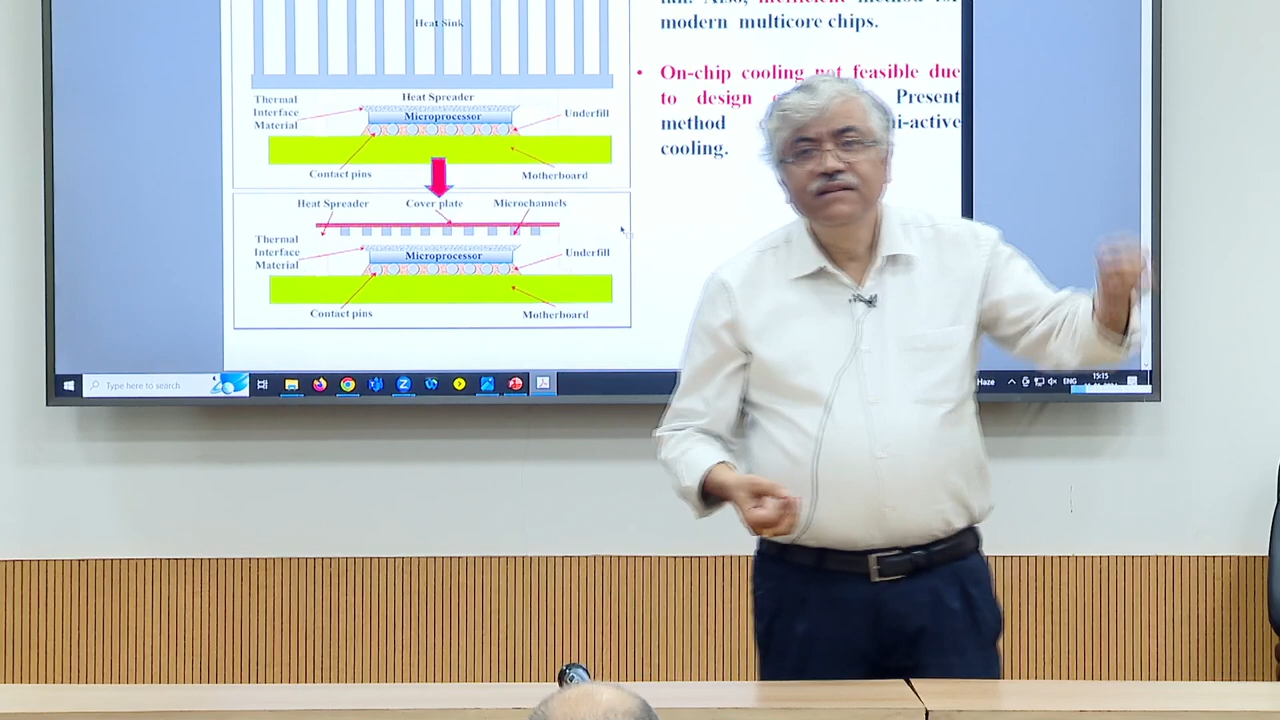 Heat Sink
Heat Spreader
Thermal
Interface
Material
Microprocessor
Underfill
Contact pins
Motherboard
Heat Spreader
Cover plate
Microchannels
Thermal
Interface
Material
Microprocessor
Underfill
Contact pins
Motherboard
modern multicore chips.
• On-chip cooling not feasible due
to design
Present
method
cooling.
Type here to search
Haze
ENG
15:15